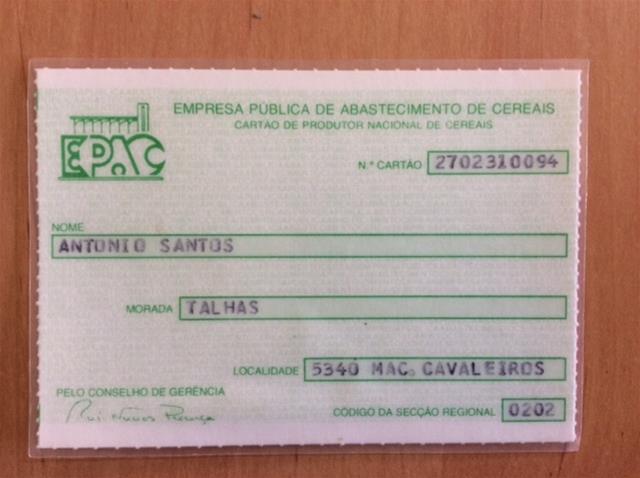 EMPRESA PÚBLICA DE ABASTECIMENTO DE CEREAIS
CARTÃO DE PRODUTOR NACIONAL DE CEREAIS
EPAC
N.º CARTÃO 2702310094
NOME
ANTONIO SANTOS
MORADA TALHAS
LOCALIDADE 5340 MAC. CAVALEIROS
PELO CONSELHO DE GERÊNCIA
CÓDIGO DA SECÇÃO REGIONAL 0202